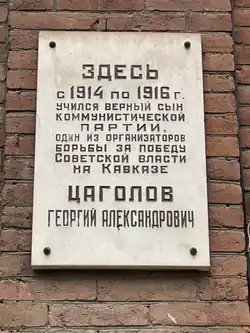 ЗДЕСЬ
С 1914 ПО 1916 Г.
УЧИЛСЯ ВЕРНЫЙ СЫН
КОММУНИСТИЧЕСКОЙ
ПАРТИИ,
ОДИН ИЗ ОРГАНИЗАТОРОВ
БОРЬБЫ ЗА ПОБЕДУ
СОВЕТСКОЙ ВЛАСТИ
НА КАВКАЗЕ
ЦАГОЛОВ
ГЕОРГИЙ АЛЕКСАНДРОВИЧ